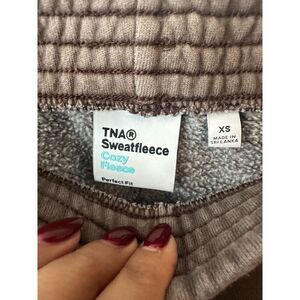 TNA®
Sweatfleece
Cozy
Fleece
Perfect Fit
XS
MADE IN
SRI LANKA